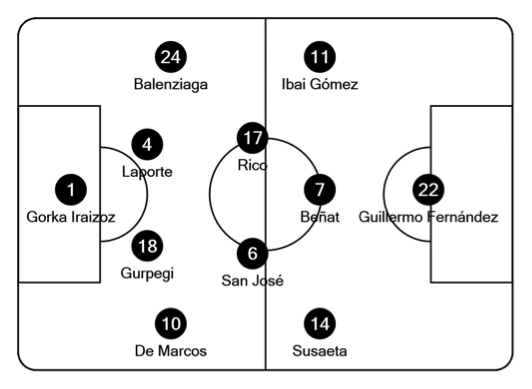 24
Balenziaga
11
Ibai Gómez
4
Laporte
17
Rico
1
Gorka Iraizoz
7
Beñat
22
Guillermo Fernández
18
Gurpegi
6
San José
10
De Marcos
14
Susaeta